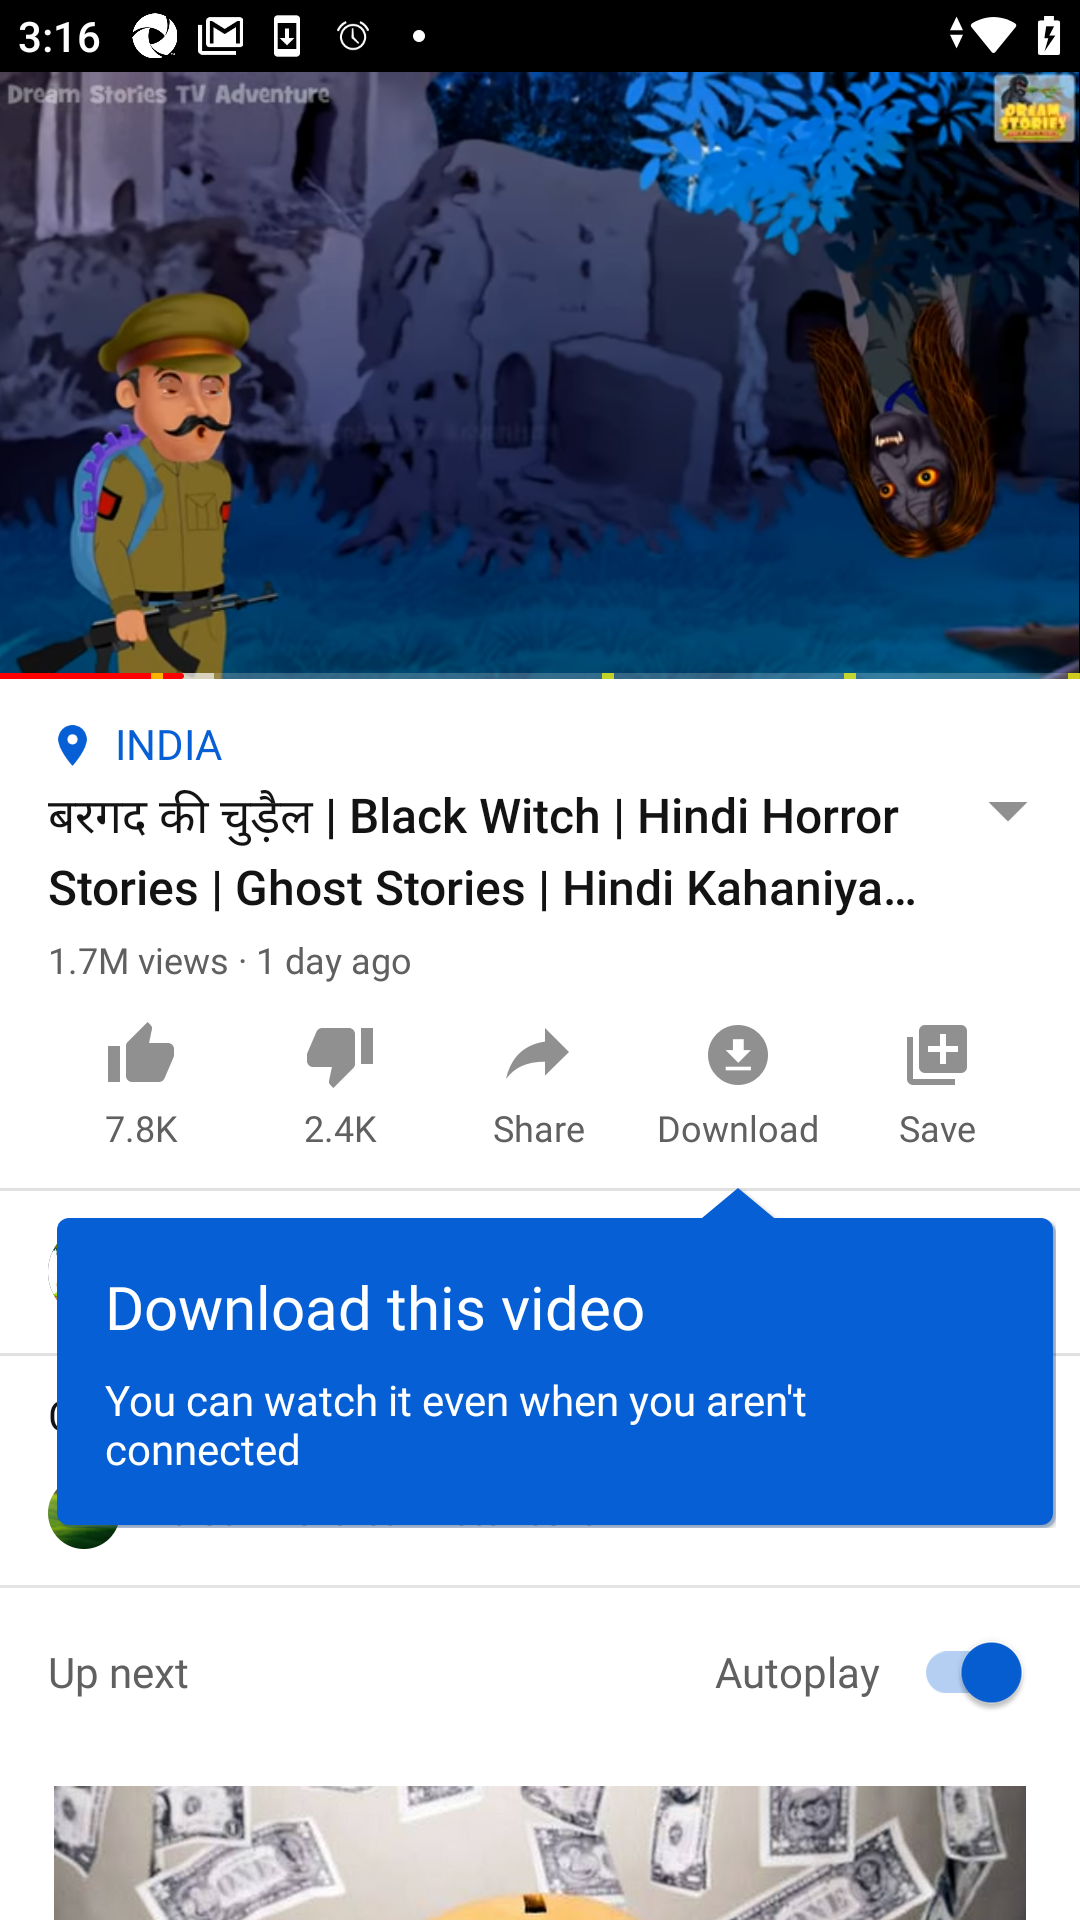 3:16
Dream Stories TV Adventure
DREAM
STORIES
INDIA
बरगद की चुड़ैल | Black Witch | Hindi Horror
Stories | Ghost Stories | Hindi Kahaniya...
1.7M views · 1 day ago
7.8K
2.4K
Share
Download
Save
Download this video
You can watch it even when you aren't
connected
Up next
Autoplay
ONE